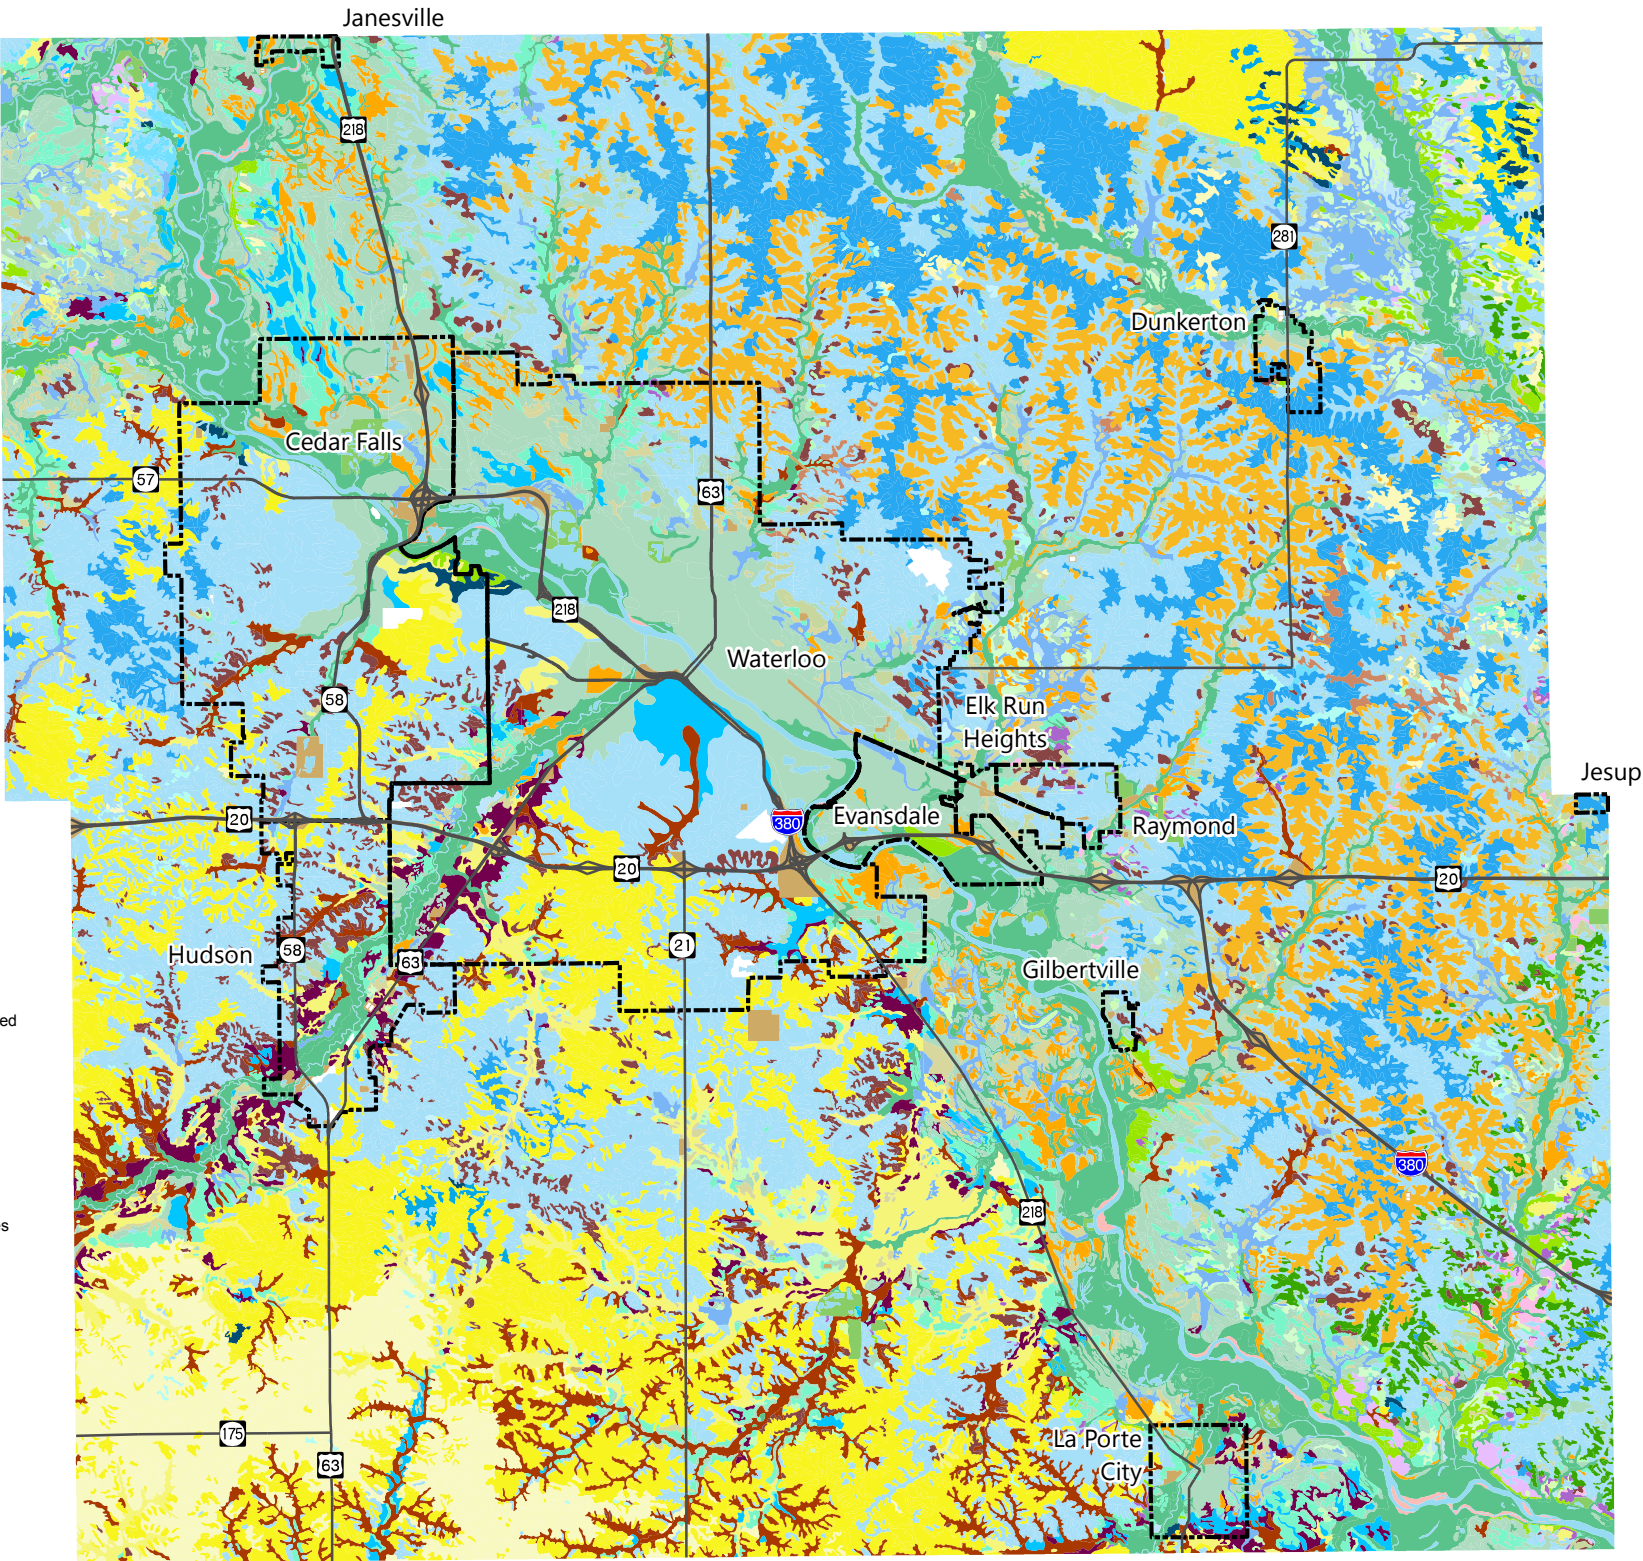 Janesville
218
281
Dunkerton
Cedar Falls
57
63
218
Waterloo
58
Elk Run
Heights
Jesup
20
380
Evansdale
Raymond
20
20
Hudson
58
63
21
Gilbertville
ed
380
218
s
175
63
La Porte
City